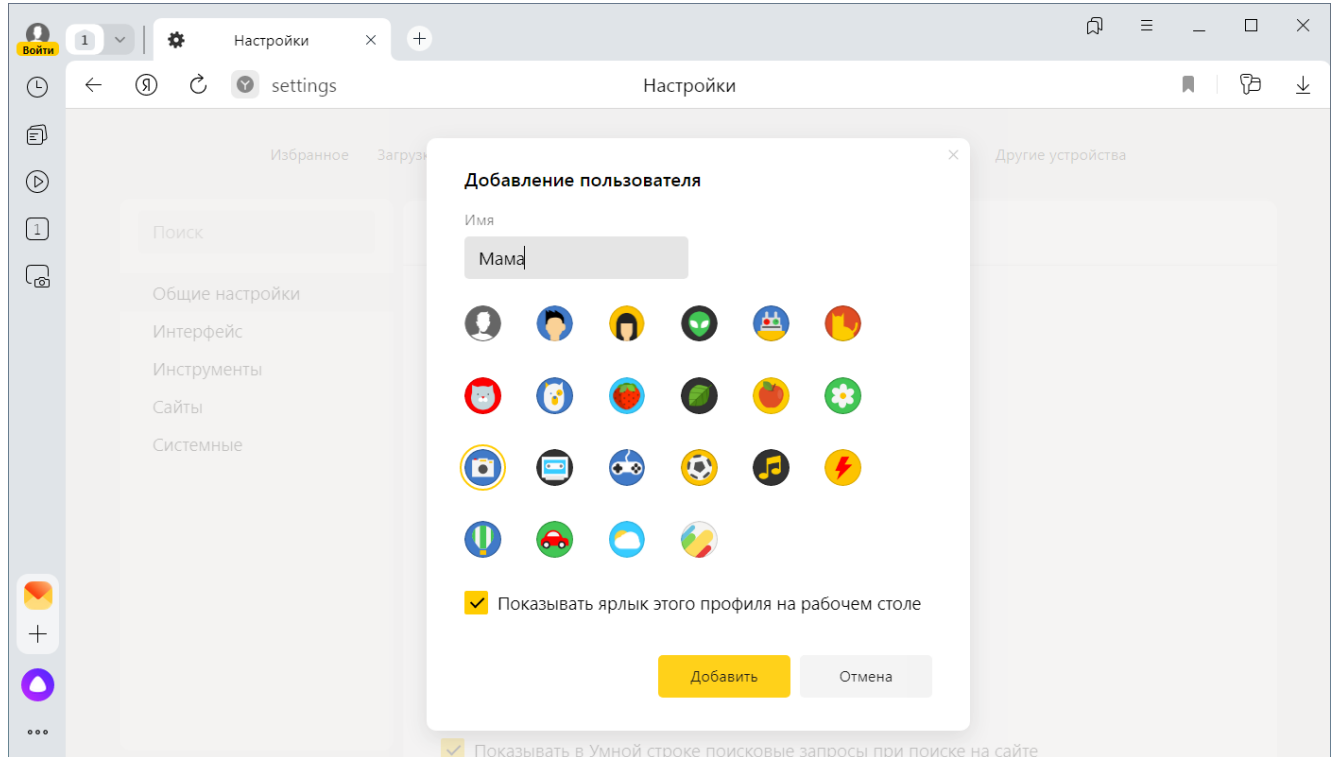 Войти
1
Настройки
Я
settings
Настройки
1
Избранное
Другие устройства
Добавление пользователя
Имя
Мама
Поиск
Общие настройки
Интерфейс
Инструменты
Сайты
Системные
Показывать ярлык этого профиля на рабочем столе
Добавить
Отмена
Показывать в Умной строке поисковые запросы при поиске на сайте